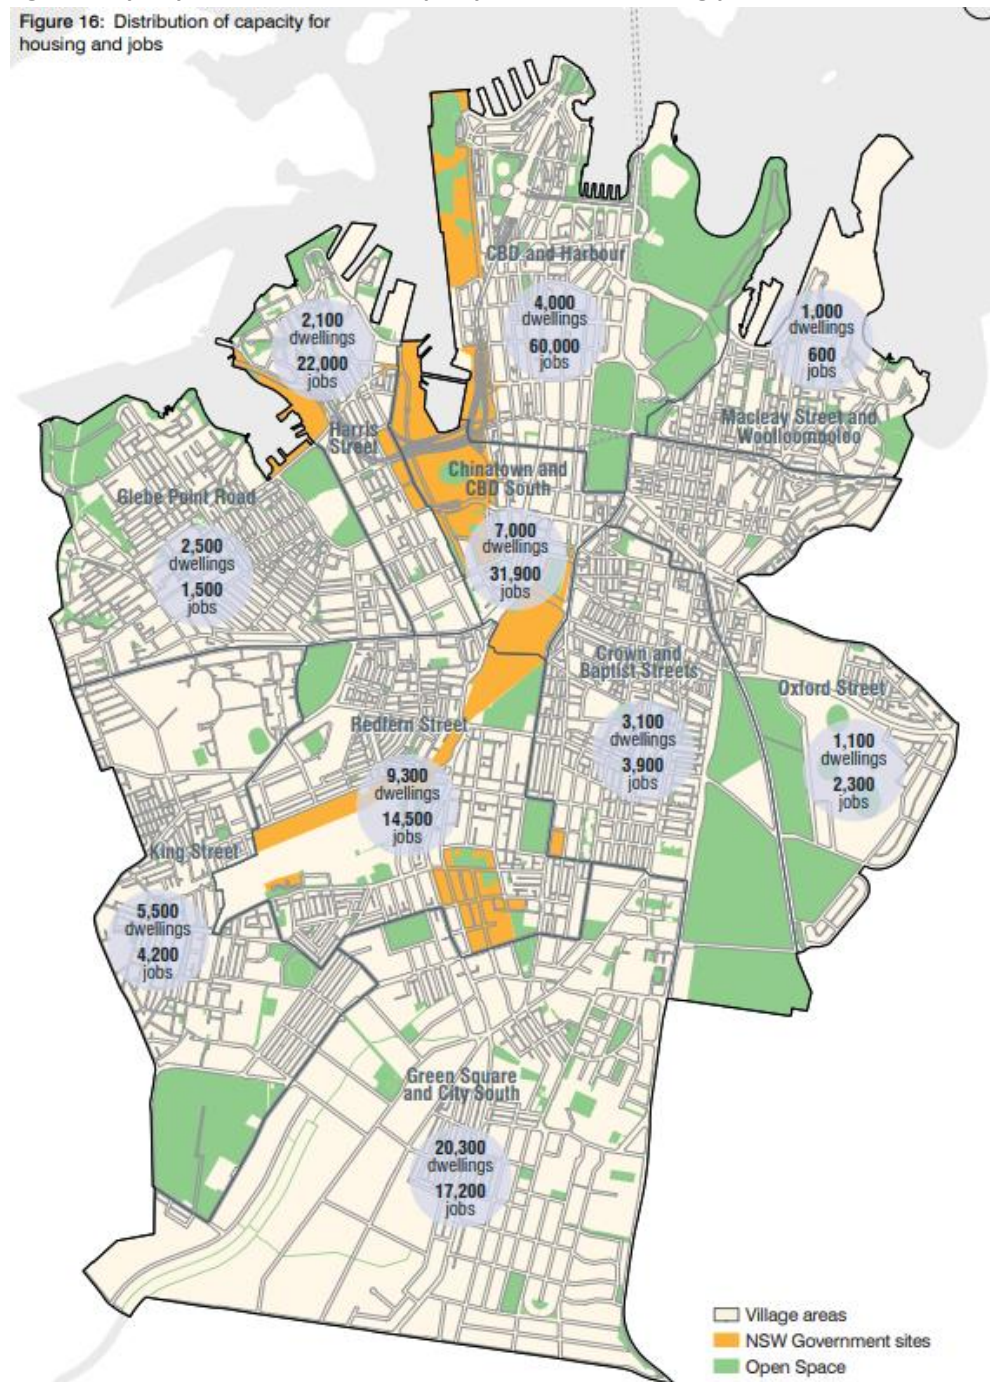 Figure 16: Distribution of capacity for
housing and jobs
CBD and Harbour
4,000
dwellings
60,000
jobs
2,100
dwellings
22,000
jobs
Harris
Street
1,000
dwellings
600
jobs
Macleay Street and
Woolloomooloo
Chinatown and
CBD South
7,000
dwellings
31,900
jobs
Glebe Point Road
2,500
dwellings
1,500
jobs
Crown and
Baptist Streets
3,100
dwellings
3,900
jobs
Oxford Street
1,100
dwellings
2,300
jobs
Redfern Street
9,300
dwellings
14,500
jobs
King Street
5,500
dwellings
4,200
jobs
Green Square
and City South
20,300
dwellings
17,200
jobs
Village areas
NSW Government sites
Open Space